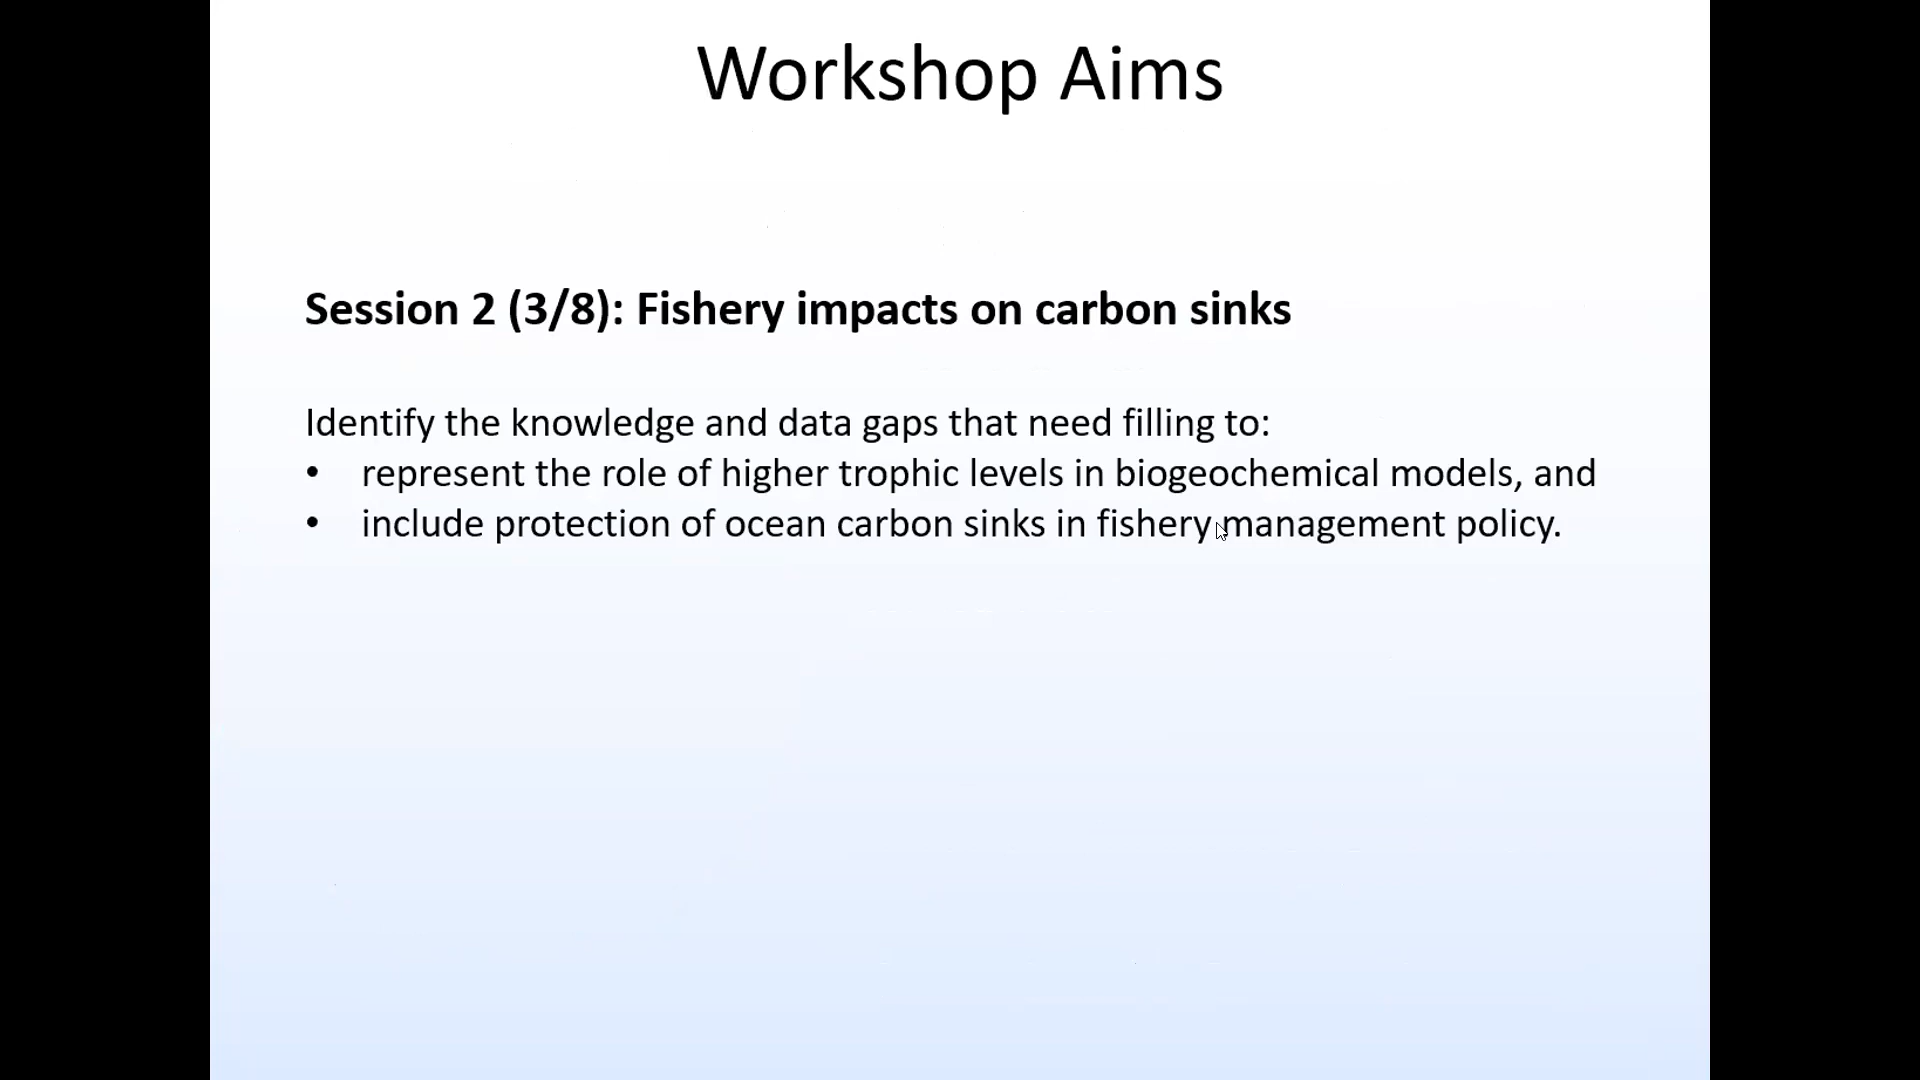 Workshop Aims
Session 2 (3/8): Fishery impacts on carbon sinks
Identify the knowledge and data gaps that need filling to:
• represent the role of higher trophic levels in biogeochemical models, and
• include protection of ocean carbon sinks in fishery management policy.